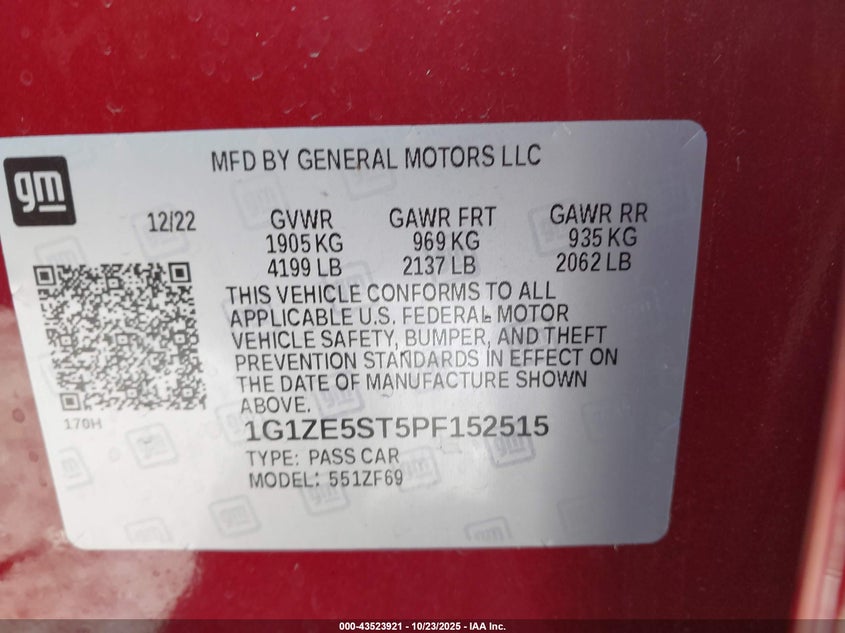 MFD BY GENERAL MOTORS LLC
gm
12/22 GVWR GAWR FRT GAWR RR
1905 KG 969 KG 935 KG
4199 LB 2137 LB 2062 LB
THIS VEHICLE CONFORMS TO ALL
APPLICABLE U.S. FEDERAL MOTOR
VEHICLE SAFETY, BUMPER, AND THEFT
PREVENTION STANDARDS IN EFFECT ON
THE DATE OF MANUFACTURE SHOWN
ABOVE.
170H
1G1ZE5ST5PF152515
TYPE: PASS CAR
MODEL: 551ZF69
000-43523921 - 10/23/2025 - IAA Inc.